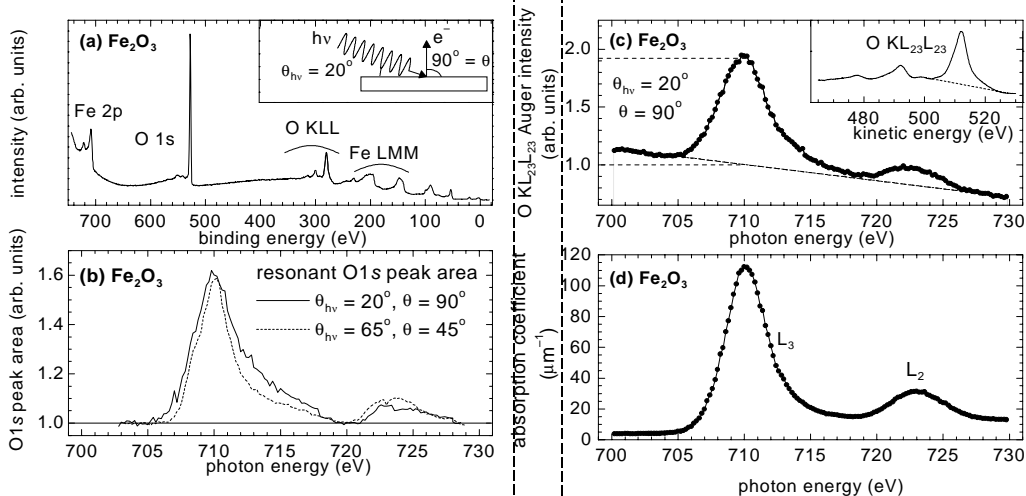 (a) Fe₂O₃
hν
e⁻
90° = θ
θhν = 20°
Fe 2p
O 1s
O KLL
Fe LMM
intensity (arb. units)
700 600 500 400 300 200 100 0
binding energy (eV)
(b) Fe₂O₃
resonant O1s peak area
θhν = 20°, θ = 90°
θhν = 65°, θ = 45°
1.6
1.4
1.2
1.0
O1s peak area (arb. units)
695 700 705 710 715 720 725 730
photon energy (eV)
(c) Fe₂O₃
θhν = 20°
θ = 90°
O KL₂₃L₂₃
480 500 520
kinetic energy (eV)
2.0
1.5
1.0
O KL₂₃L₂₃ Auger intensity
(arb. units)
700 705 710 715 720 725 730
photon energy (eV)
(d) Fe₂O₃
L₃
L₂
120
100
80
60
40
20
0
absorption coefficient
(μm⁻¹)
700 705 710 715 720 725 730
photon energy (eV)